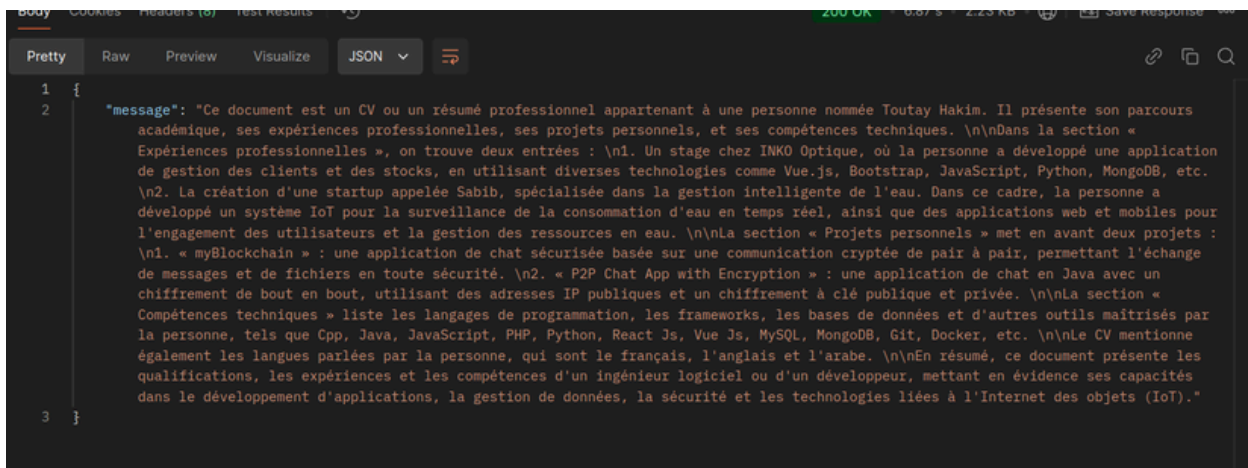 Body Cookies Headers (8) Test Results 200 OK 6.87 s 2.23 KB Save Response
Pretty Raw Preview Visualize JSON
1 {
2 "message": "Ce document est un CV ou un résumé professionnel appartenant à une personne nommée Toutay Hakim. Il présente son parcours
académique, ses expériences professionnelles, ses projets personnels, et ses compétences techniques. \n\nDans la section «
Expériences professionnelles », on trouve deux entrées : \n1. Un stage chez INKO Optique, où la personne a développé une application
de gestion des clients et des stocks, en utilisant diverses technologies comme Vue.js, Bootstrap, JavaScript, Python, MongoDB, etc.
\n2. La création d'une startup appelée Sabib, spécialisée dans la gestion intelligente de l'eau. Dans ce cadre, la personne a
développé un système IoT pour la surveillance de la consommation d'eau en temps réel, ainsi que des applications web et mobiles pour
l'engagement des utilisateurs et la gestion des ressources en eau. \n\nLa section « Projets personnels » met en avant deux projets :
\n1. « myBlockchain » : une application de chat sécurisée basée sur une communication cryptée de pair à pair, permettant l'échange
de messages et de fichiers en toute sécurité. \n2. « P2P Chat App with Encryption » : une application de chat en Java avec un
chiffrement de bout en bout, utilisant des adresses IP publiques et un chiffrement à clé publique et privée. \n\nLa section «
Compétences techniques » liste les langages de programmation, les frameworks, les bases de données et d'autres outils maîtrisés par
la personne, tels que Cpp, Java, JavaScript, PHP, Python, React Js, Vue Js, MySQL, MongoDB, Git, Docker, etc. \n\nLe CV mentionne
également les langues parlées par la personne, qui sont le français, l'anglais et l'arabe. \n\nEn résumé, ce document présente les
qualifications, les expériences et les compétences d'un ingénieur logiciel ou d'un développeur, mettant en évidence ses capacités
dans le développement d'applications, la gestion de données, la sécurité et les technologies liées à l'Internet des objets (IoT)."
3 }